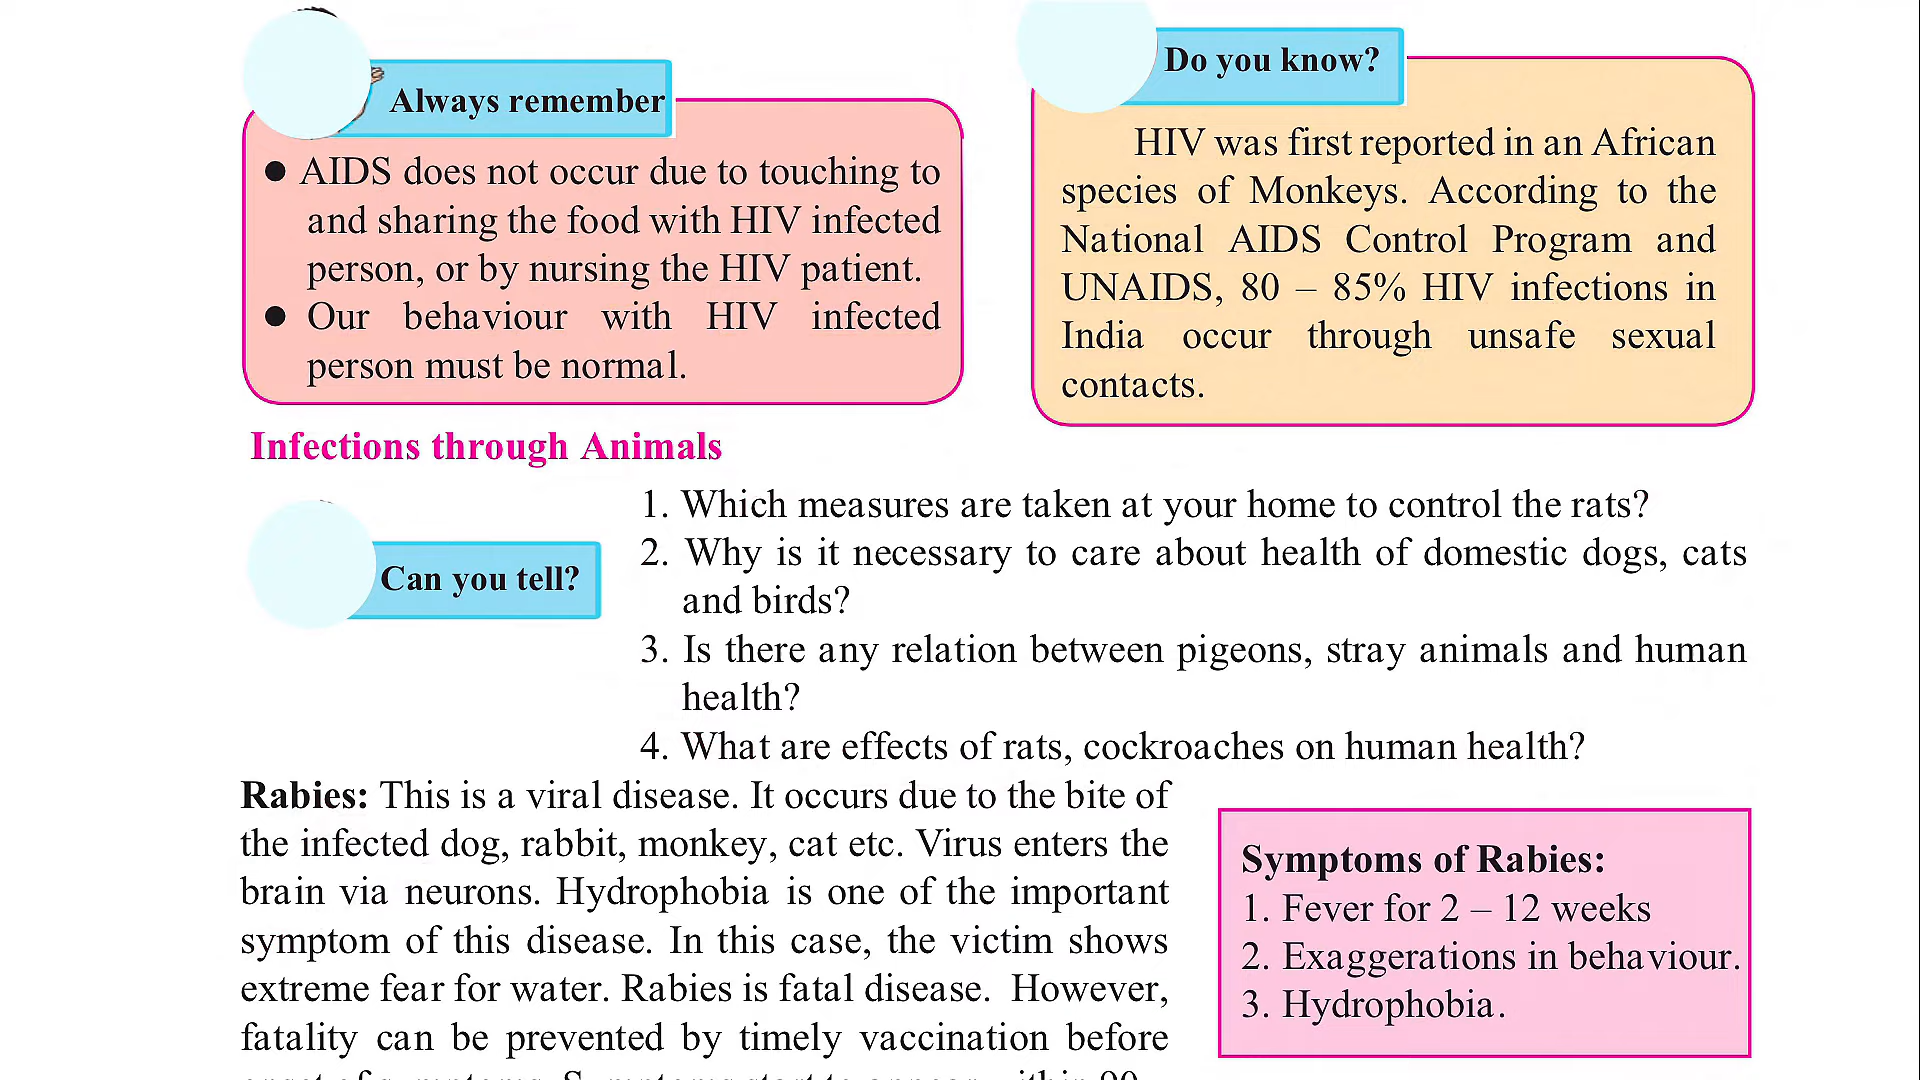 Always remember
● AIDS does not occur due to touching to
and sharing the food with HIV infected
person, or by nursing the HIV patient.
● Our behaviour with HIV infected
person must be normal.
Do you know?
HIV was first reported in an African
species of Monkeys. According to the
National AIDS Control Program and
UNAIDS, 80 – 85% HIV infections in
India occur through unsafe sexual
contacts.
Infections through Animals
Can you tell?
1. Which measures are taken at your home to control the rats?
2. Why is it necessary to care about health of domestic dogs, cats
and birds?
3. Is there any relation between pigeons, stray animals and human
health?
4. What are effects of rats, cockroaches on human health?
Rabies: This is a viral disease. It occurs due to the bite of
the infected dog, rabbit, monkey, cat etc. Virus enters the
brain via neurons. Hydrophobia is one of the important
symptom of this disease. In this case, the victim shows
extreme fear for water. Rabies is fatal disease. However,
fatality can be prevented by timely vaccination before
Symptoms of Rabies:
1. Fever for 2 – 12 weeks
2. Exaggerations in behaviour.
3. Hydrophobia.